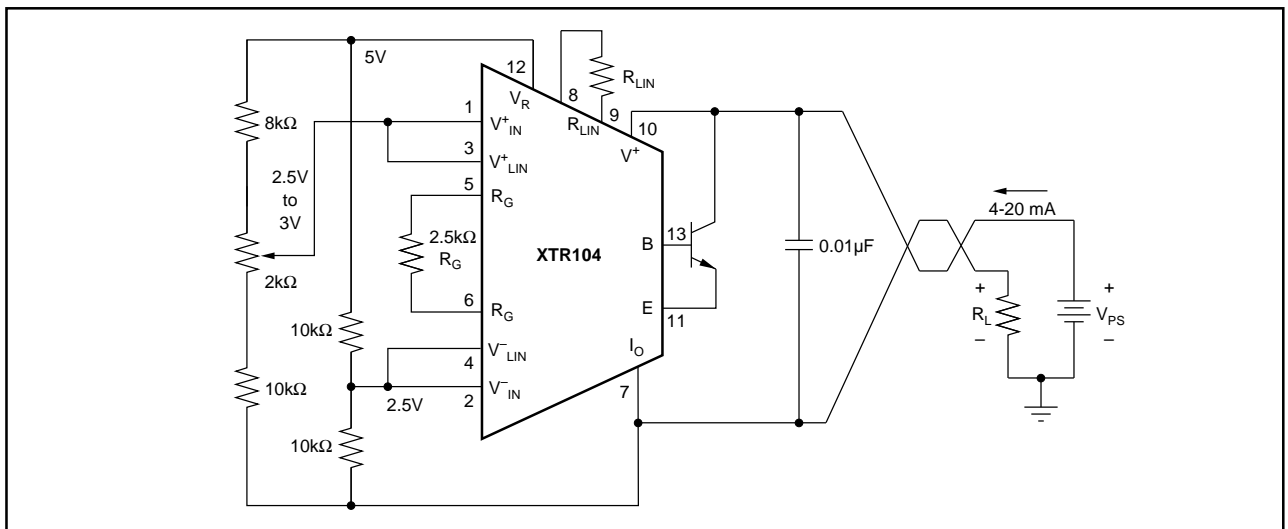 5V
12
V_R
8
R_LIN
R_LIN
9
10
V⁺
8kΩ
1
V⁺_IN
3
V⁺_LIN
2.5V
to
3V
5
R_G
2.5kΩ
R_G
XTR104
B
13
0.01µF
4-20 mA
2kΩ
6
R_G
E
11
+
R_L
–
+
V_PS
–
10kΩ
V⁻_LIN
4
I_O
7
10kΩ
2.5V
V⁻_IN
2
10kΩ